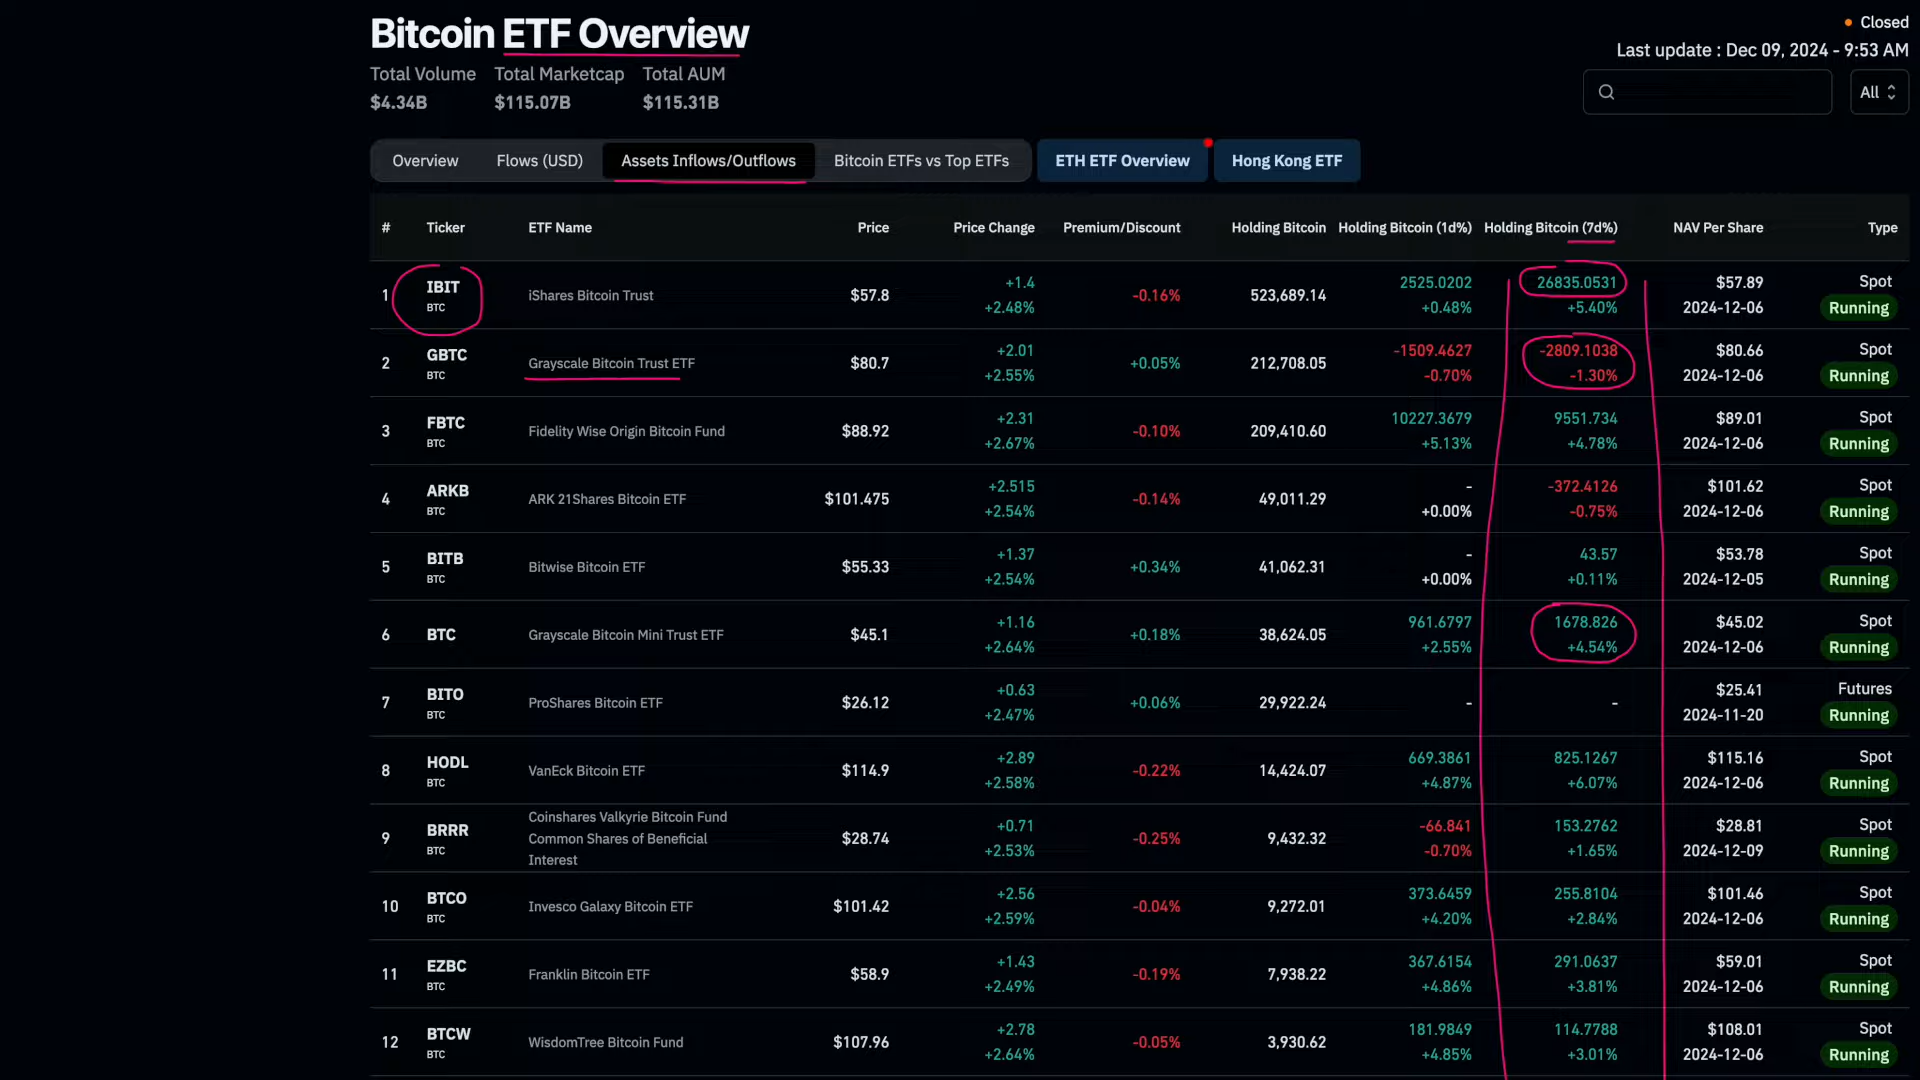 Bitcoin ETF Overview
Closed
Last update : Dec 09, 2024 - 9:53 AM
Total Volume Total Marketcap Total AUM
$4.34B $115.07B $115.31B
All
Overview Flows (USD) Assets Inflows/Outflows Bitcoin ETFs vs Top ETFs ETH ETF Overview Hong Kong ETF
# Ticker ETF Name Price Price Change Premium/Discount Holding Bitcoin Holding Bitcoin (1d%) Holding Bitcoin (7d%) NAV Per Share Type
1 IBIT BTC iShares Bitcoin Trust $57.8 +1.4 +2.48% -0.16% 523,689.14 2525.0202 +0.48% 26835.0531 +5.40% $57.89 2024-12-06 Spot Running
2 GBTC BTC Grayscale Bitcoin Trust ETF $80.7 +2.01 +2.55% +0.05% 212,708.05 -1509.4627 -0.70% -2809.1038 -1.30% $80.66 2024-12-06 Spot Running
3 FBTC BTC Fidelity Wise Origin Bitcoin Fund $88.92 +2.31 +2.67% -0.10% 209,410.60 10227.3679 +5.13% 9551.734 +4.78% $89.01 2024-12-06 Spot Running
4 ARKB BTC ARK 21Shares Bitcoin ETF $101.475 +2.515 +2.54% -0.14% 49,011.29 - +0.00% -372.4126 -0.75% $101.62 2024-12-06 Spot Running
5 BITB BTC Bitwise Bitcoin ETF $55.33 +1.37 +2.54% +0.34% 41,062.31 - +0.00% 43.57 +0.11% $53.78 2024-12-05 Spot Running
6 BTC Grayscale Bitcoin Mini Trust ETF $45.1 +1.16 +2.64% +0.18% 38,624.05 961.6797 +2.55% 1678.826 +4.54% $45.02 2024-12-06 Spot Running
7 BITO BTC ProShares Bitcoin ETF $26.12 +0.63 +2.47% +0.06% 29,922.24 - - $25.41 2024-11-20 Futures Running
8 HODL BTC VanEck Bitcoin ETF $114.9 +2.89 +2.58% -0.22% 14,424.07 669.3861 +4.87% 825.1267 +6.07% $115.16 2024-12-06 Spot Running
9 BRRR BTC Coinshares Valkyrie Bitcoin Fund Common Shares of Beneficial Interest $28.74 +0.71 +2.53% -0.25% 9,432.32 -66.841 -0.70% 153.2762 +1.65% $28.81 2024-12-09 Spot Running
10 BTCO BTC Invesco Galaxy Bitcoin ETF $101.42 +2.56 +2.59% -0.04% 9,272.01 373.6459 +4.20% 255.8104 +2.84% $101.46 2024-12-06 Spot Running
11 EZBC BTC Franklin Bitcoin ETF $58.9 +1.43 +2.49% -0.19% 7,938.22 367.6154 +4.86% 291.0637 +3.81% $59.01 2024-12-06 Spot Running
12 BTCW BTC WisdomTree Bitcoin Fund $107.96 +2.78 +2.64% -0.05% 3,930.62 181.9849 +4.85% 114.7788 +3.01% $108.01 2024-12-06 Spot Running